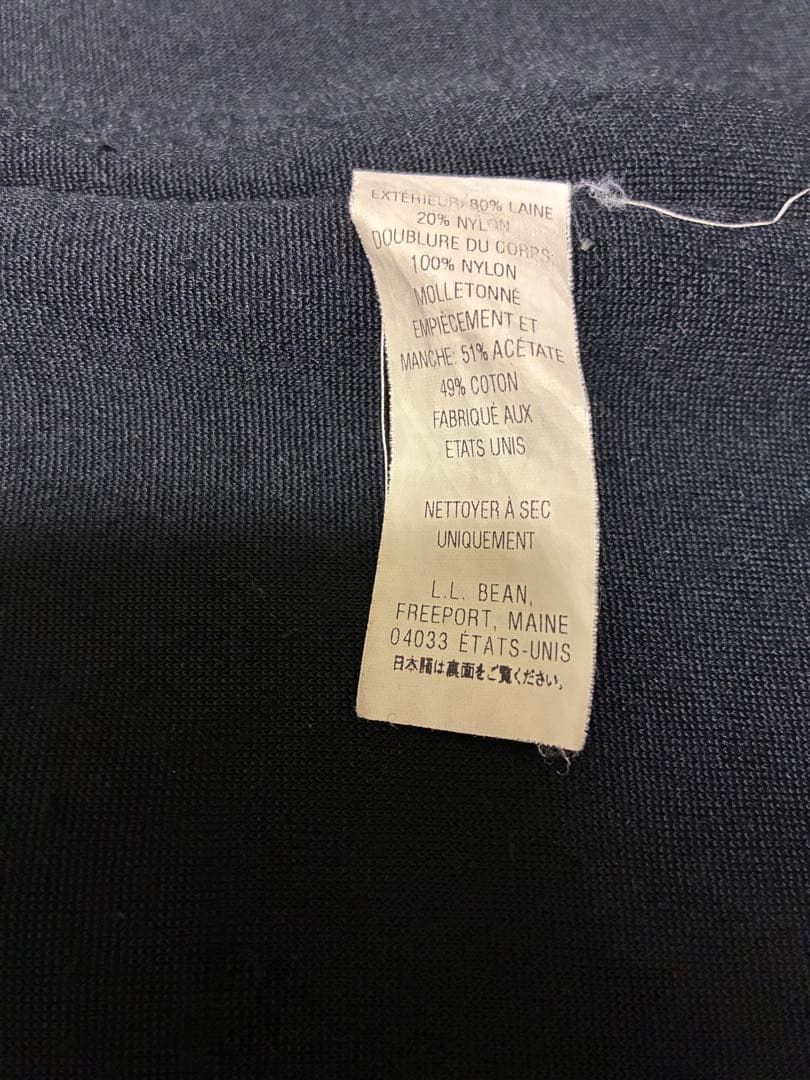 EXTÉRIEUR: 80% LAINE
20% NYLON
DOUBLURE DU CORPS:
100% NYLON
MOLLETONNÉ
EMPIÈCEMENT ET
MANCHE: 51% ACÉTATE
49% COTON
FABRIQUÉ AUX
ETATS UNIS
NETTOYER À SEC
UNIQUEMENT
L.L. BEAN,
FREEPORT, MAINE
04033 ÉTATS-UNIS
日本語は裏面をご覧ください。